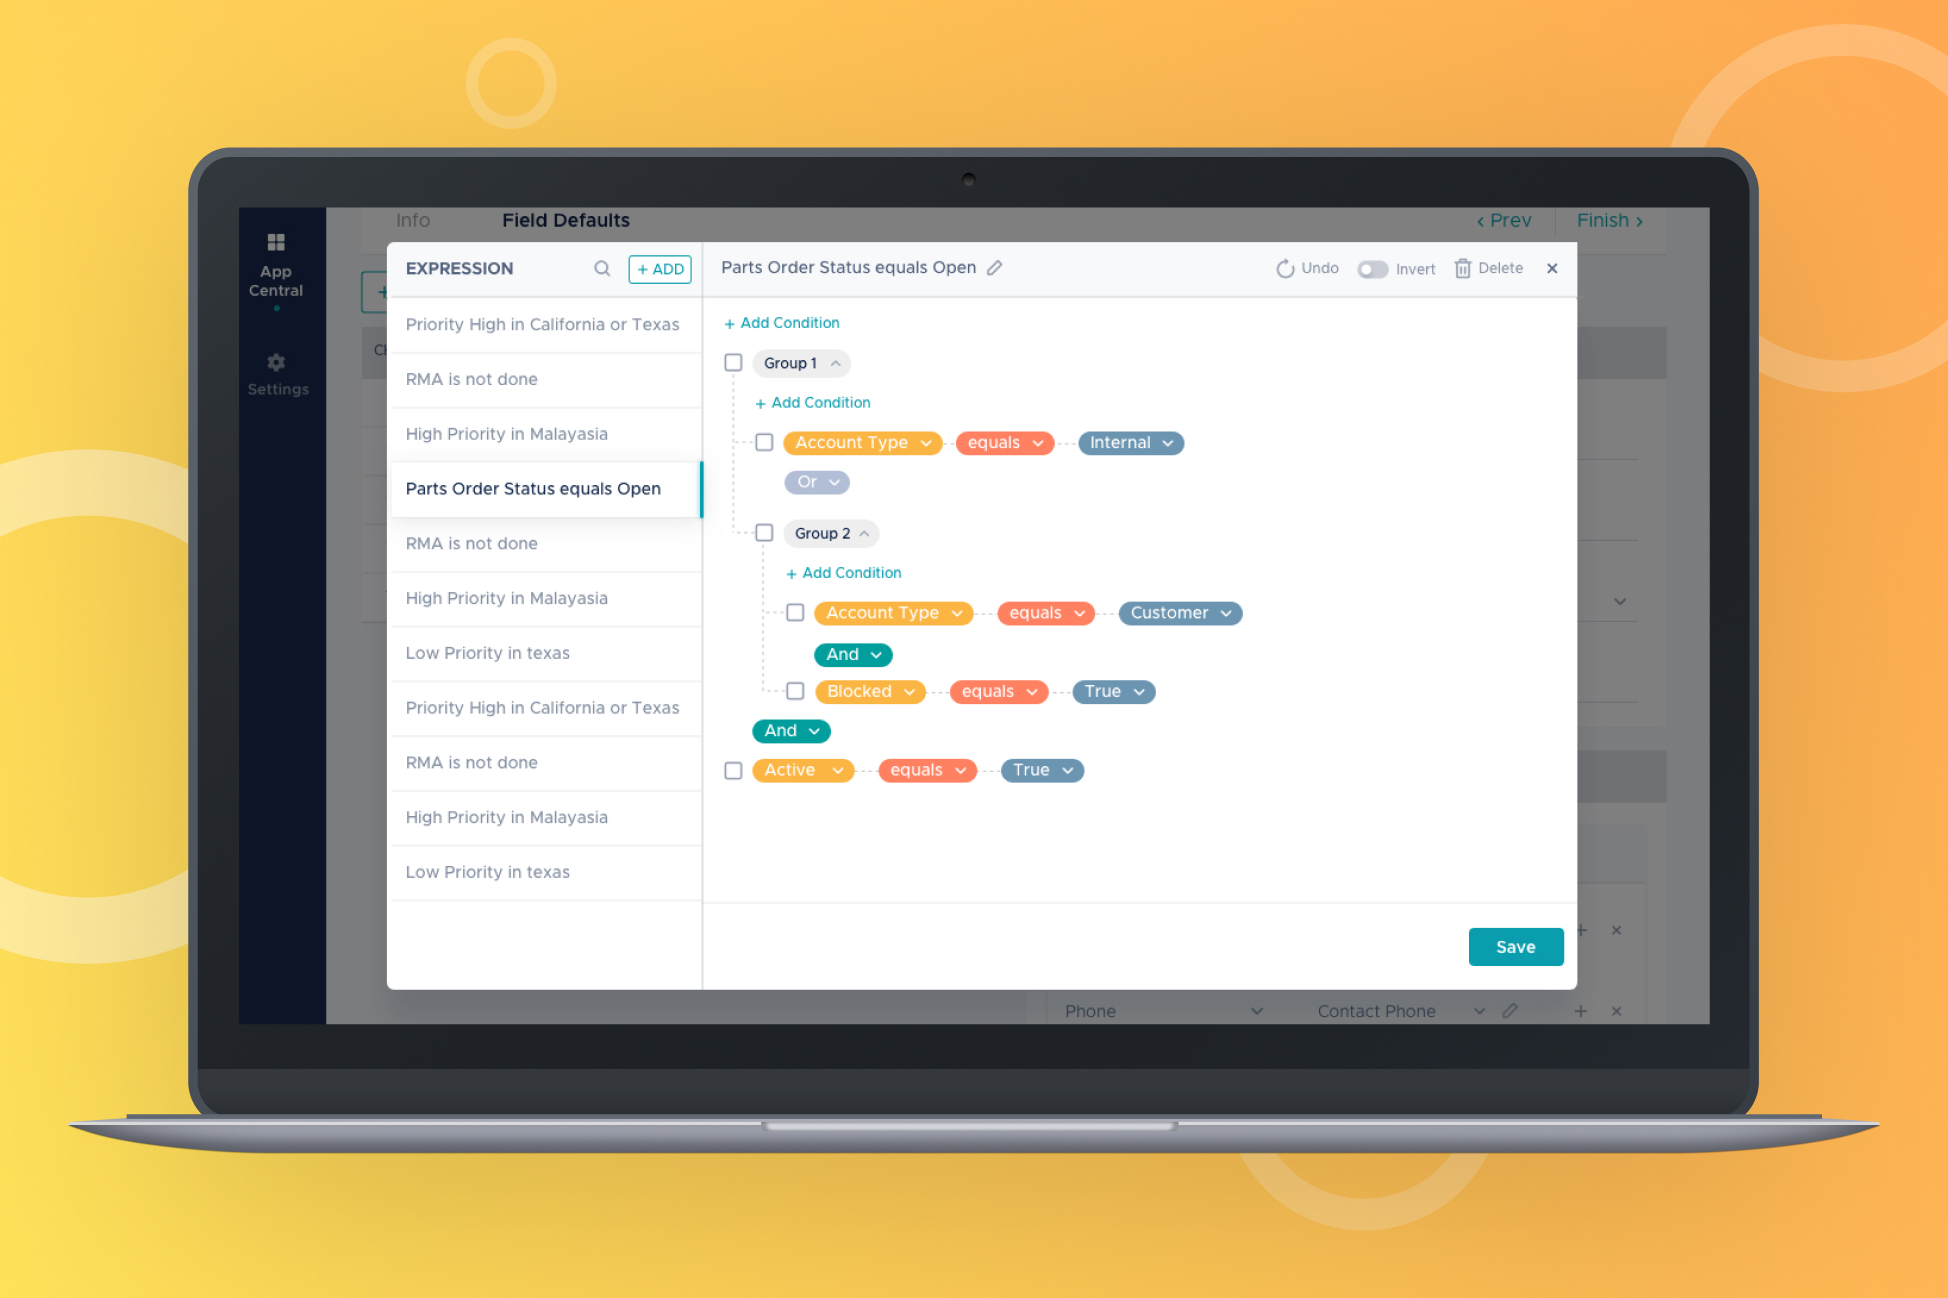 Info
Field Defaults
Prev
Finish
App
Central
Settings
EXPRESSION
+ ADD
Priority High in California or Texas
RMA is not done
High Priority in Malayasia
Parts Order Status equals Open
RMA is not done
High Priority in Malayasia
Low Priority in texas
Priority High in California or Texas
RMA is not done
High Priority in Malayasia
Low Priority in texas
Parts Order Status equals Open
Undo
Invert
Delete
+ Add Condition
Group 1
+ Add Condition
Account Type equals Internal
Or
Group 2
+ Add Condition
Account Type equals Customer
And
Blocked equals True
And
Active equals True
Save
Phone
Contact Phone